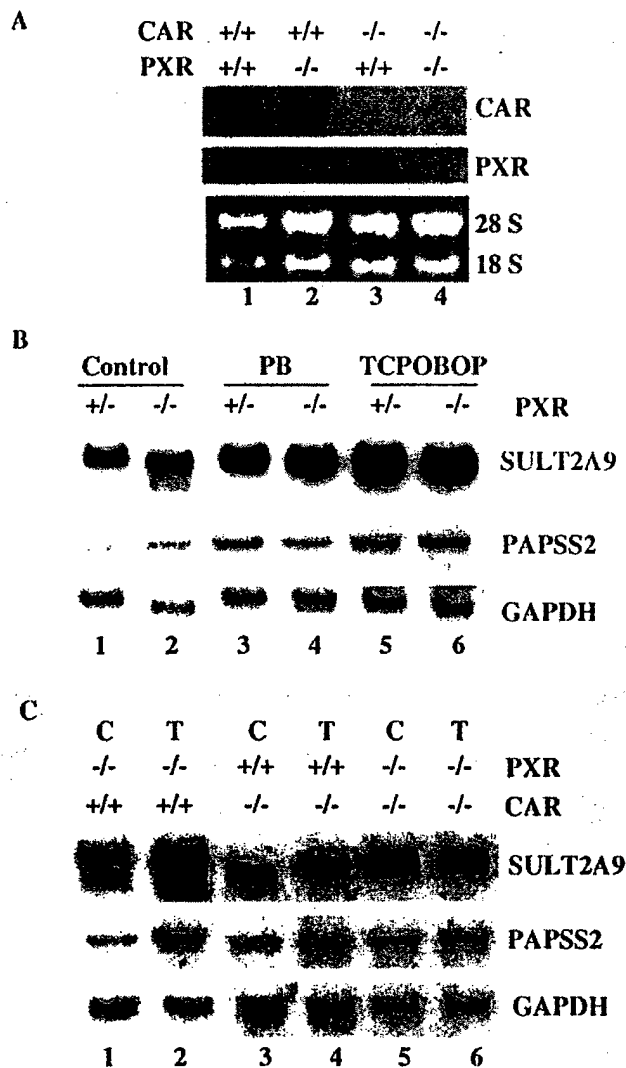 A
CAR +/+ +/+ -/- -/-
PXR +/+ -/- +/+ -/-
CAR
PXR
28 S
18 S
1 2 3 4
B
Control PB TCPOBOP
+/- -/- +/- -/- +/- -/- PXR
SULT2A9
PAPSS2
GAPDH
1 2 3 4 5 6
C
C T C T C T
-/- -/- +/+ +/+ -/- -/- PXR
+/+ +/+ -/- -/- -/- -/- CAR
SULT2A9
PAPSS2
GAPDH
1 2 3 4 5 6